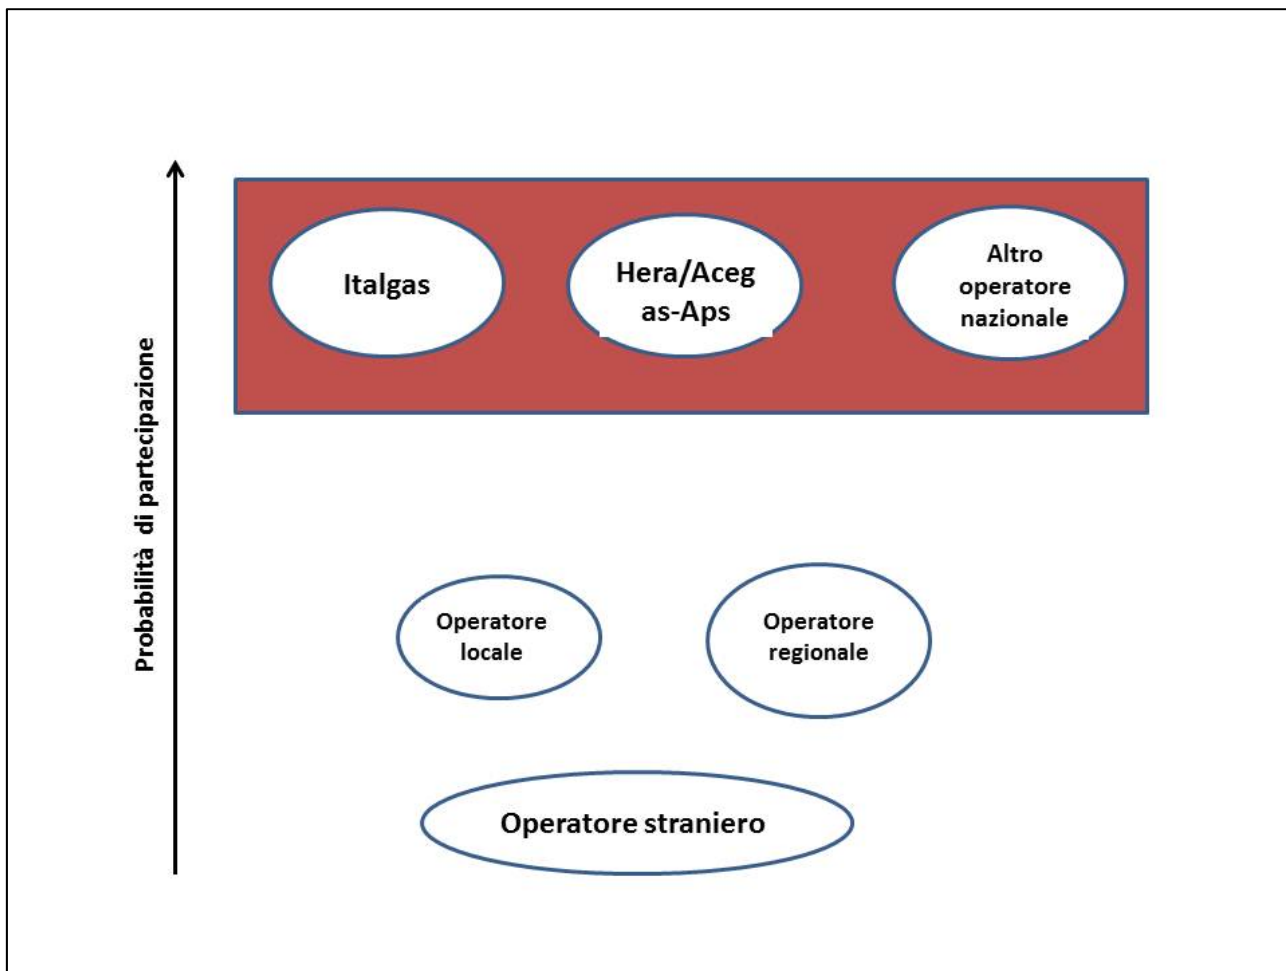 Probabilità di partecipazione
Italgas
Hera/Aceg
as-Aps
Altro
operatore
nazionale
Operatore
locale
Operatore
regionale
Operatore straniero